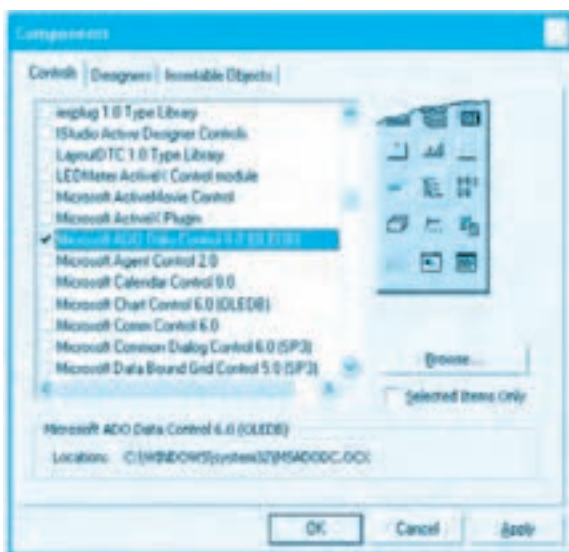 Components
Controls Designers Insertable Objects
ieplug 1.0 Type Library
IStudio Active Designer Controls
LayoutDTC 1.0 Type Library
LEDMeter ActiveX Control module
Microsoft ActiveMovie Control
Microsoft ActiveX Plugin
Microsoft ADO Data Control 6.0 (OLEDB)
Microsoft Agent Control 2.0
Microsoft Calendar Control 9.0
Microsoft Chart Control 6.0 (OLEDB)
Microsoft Comm Control 6.0
Microsoft Common Dialog Control 6.0 (SP3)
Microsoft Data Bound Grid Control 5.0 (SP3)
Browse...
Selected Items Only
Microsoft ADO Data Control 6.0 (OLEDB)
Location: C:\WINDOWS\system32\MSADODC.OCX
OK Cancel Apply